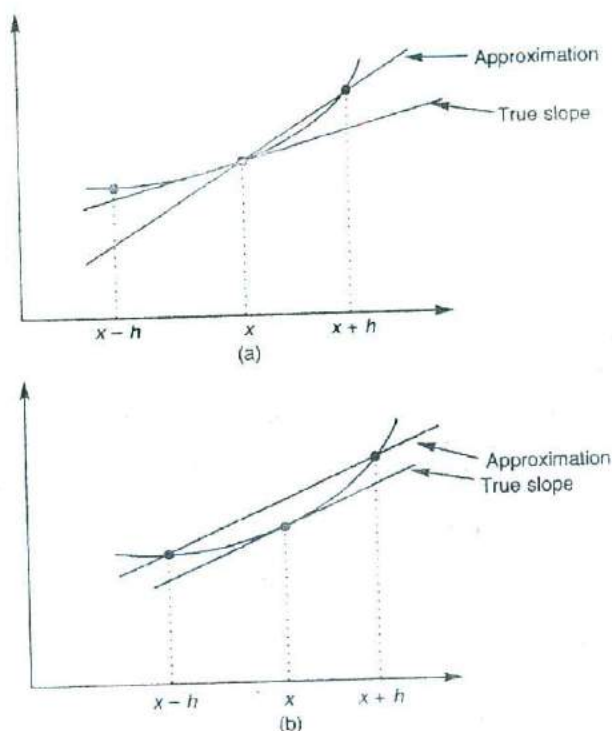 Approximation
True slope
x – h x x + h
(a)
Approximation
True slope
x – h x x + h
(b)